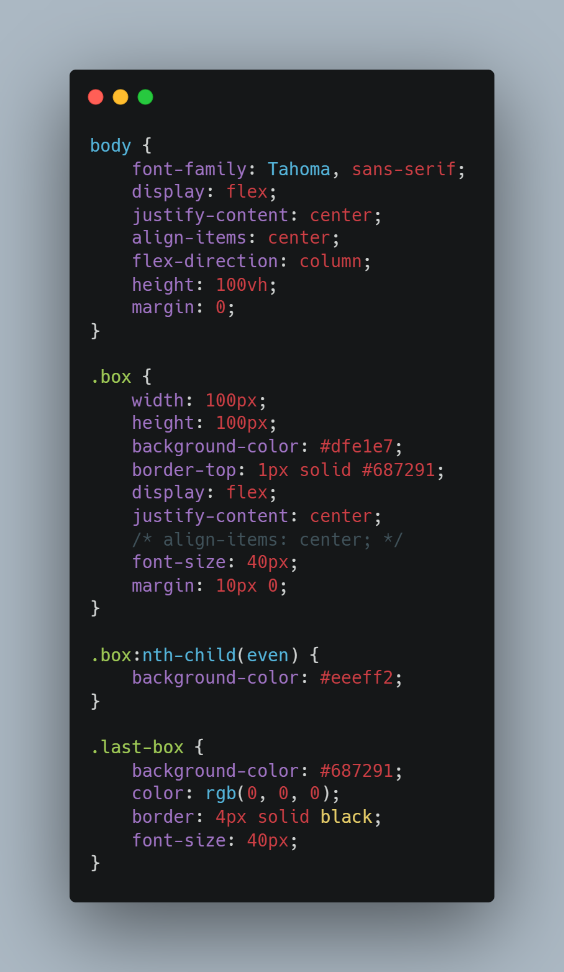 body {
    font-family: Tahoma, sans-serif;
    display: flex;
    justify-content: center;
    align-items: center;
    flex-direction: column;
    height: 100vh;
    margin: 0;
}

.box {
    width: 100px;
    height: 100px;
    background-color: #dfe1e7;
    border-top: 1px solid #687291;
    display: flex;
    justify-content: center;
    /* align-items: center; */
    font-size: 40px;
    margin: 10px 0;
}

.box:nth-child(even) {
    background-color: #eeeff2;
}

.last-box {
    background-color: #687291;
    color: rgb(0, 0, 0);
    border: 4px solid black;
    font-size: 40px;
}